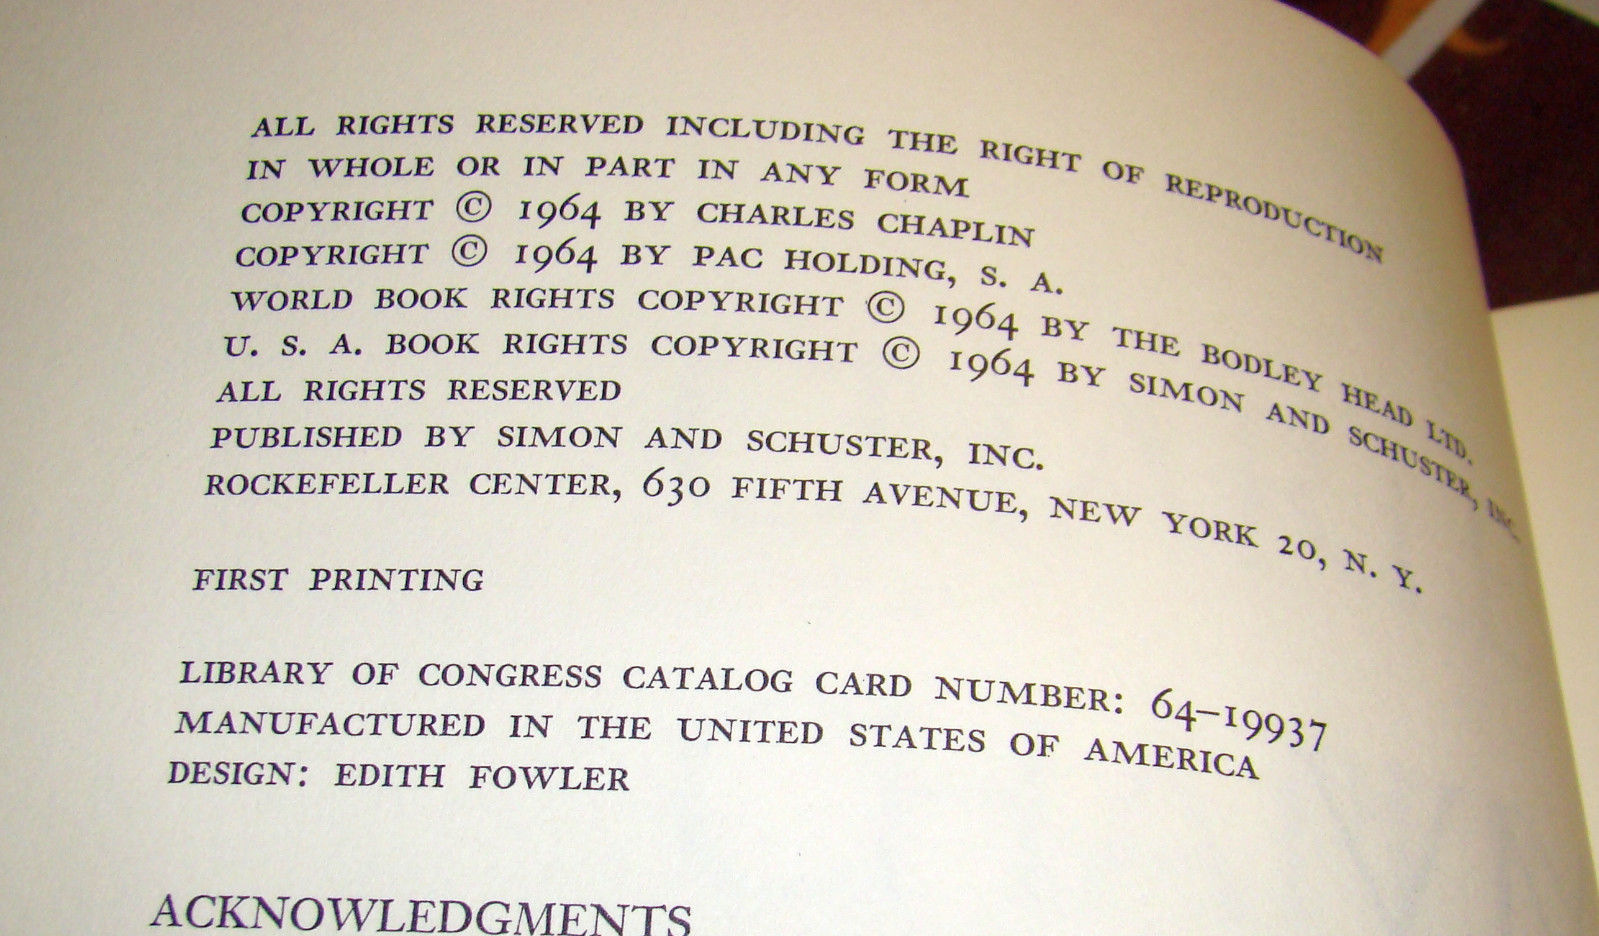 ALL RIGHTS RESERVED INCLUDING THE RIGHT OF REPRODUCTION
IN WHOLE OR IN PART IN ANY FORM
COPYRIGHT © 1964 BY CHARLES CHAPLIN
COPYRIGHT © 1964 BY PAC HOLDING, S. A.
WORLD BOOK RIGHTS COPYRIGHT © 1964 BY THE BODLEY HEAD LTD.
U. S. A. BOOK RIGHTS COPYRIGHT © 1964 BY SIMON AND SCHUSTER, INC.
ALL RIGHTS RESERVED
PUBLISHED BY SIMON AND SCHUSTER, INC.
ROCKEFELLER CENTER, 630 FIFTH AVENUE, NEW YORK 20, N. Y.
FIRST PRINTING
LIBRARY OF CONGRESS CATALOG CARD NUMBER: 64–19937
MANUFACTURED IN THE UNITED STATES OF AMERICA
DESIGN: EDITH FOWLER
ACKNOWLEDGMENTS